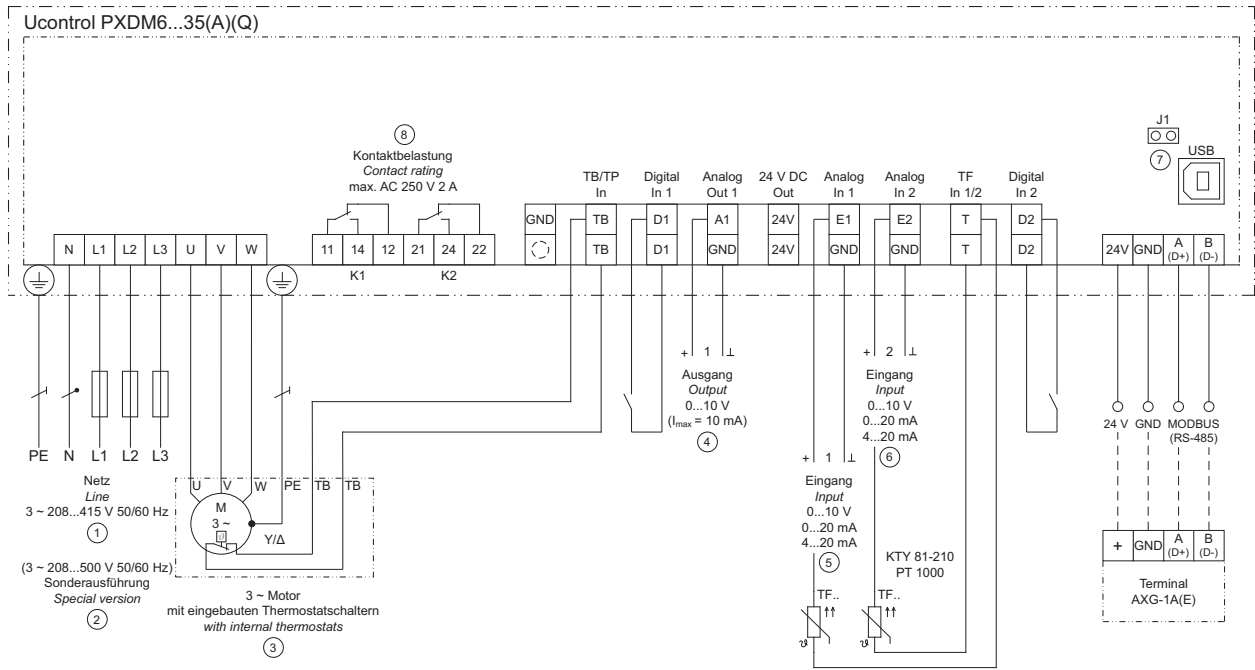 Ucontrol PXDM6...35(A)(Q)
J1
7
USB
8
Kontaktbelastung
Contact rating
max. AC 250 V 2 A
TB/TP In
Digital In 1
Analog Out 1
24 V DC Out
Analog In 1
Analog In 2
TF In 1/2
Digital In 2
GND TB D1 A1 24V E1 E2 T D2
N L1 L2 L3 U V W
11 14 12 21 24 22
TB D1 GND 24V GND GND T D2
24V GND A (D+) B (D-)
K1 K2
+ 1 ⊥
Ausgang
Output
0...10 V
(Imax = 10 mA)
4
+ 2 ⊥
Eingang
Input
0...10 V
0...20 mA
4...20 mA
6
24 V GND MODBUS
(RS-485)
PE N L1 L2 L3
Netz
Line
3 ~ 208...415 V 50/60 Hz
1
(3 ~ 208...500 V 50/60 Hz)
Sonderausführung
Special version
2
U V W PE TB TB
M
3 ~
ϑ
Y/Δ
3 ~ Motor
mit eingebauten Thermostatschaltern
with internal thermostats
3
+ 1 ⊥
Eingang
Input
0...10 V
0...20 mA
4...20 mA
5
KTY 81-210
PT 1000
TF.. TF..
ϑ ϑ
+ GND A (D+) B (D-)
Terminal
AXG-1A(E)